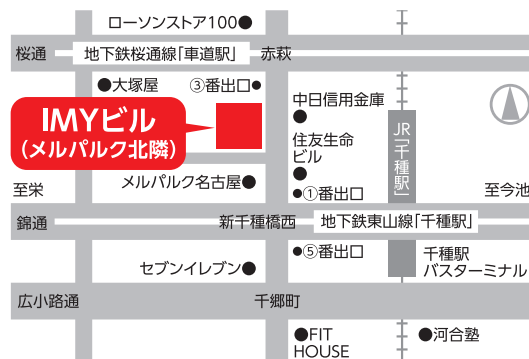 ローソンストア100
桜通
地下鉄桜通線「車道駅」
赤萩
大塚屋
③番出口
中日信用金庫
IMYビル
(メルパルク北隣)
住友生命
ビル
JR「千種駅」
メルパルク名古屋
①番出口
至栄
至今池
錦通
新千種橋西
地下鉄東山線「千種駅」
⑤番出口
千種駅
バスターミナル
セブンイレブン
広小路通
千郷町
FIT
HOUSE
河合塾